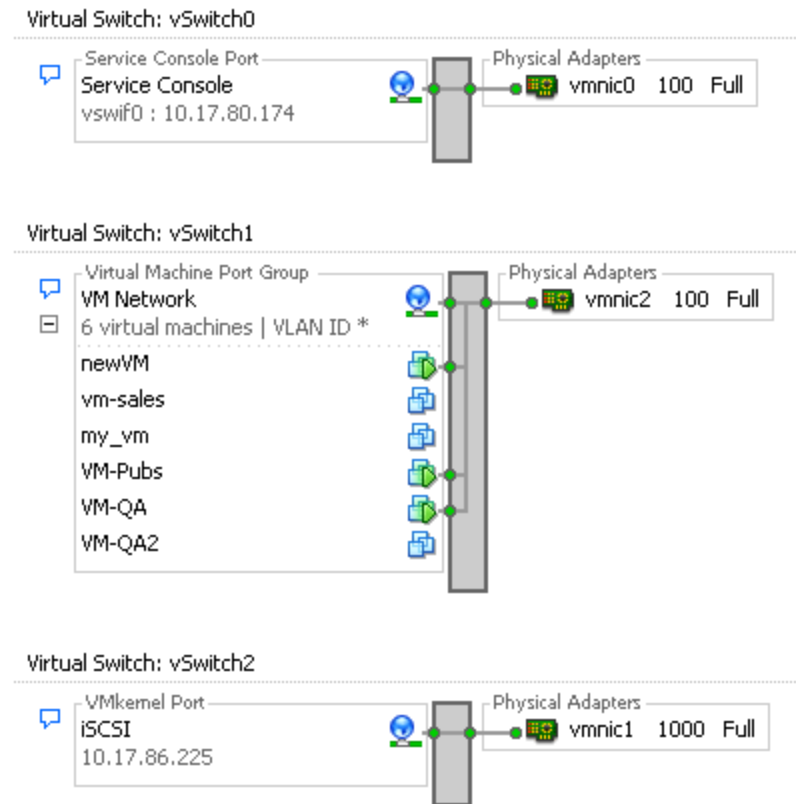 Virtual Switch: vSwitch0
Service Console Port
Physical Adapters
Service Console
vmnic0 100 Full
vswif0 : 10.17.80.174
Virtual Switch: vSwitch1
Virtual Machine Port Group
Physical Adapters
VM Network
vmnic2 100 Full
6 virtual machines | VLAN ID *
newVM
vm-sales
my_vm
VM-Pubs
VM-QA
VM-QA2
Virtual Switch: vSwitch2
VMkernel Port
Physical Adapters
iSCSI
vmnic1 1000 Full
10.17.86.225